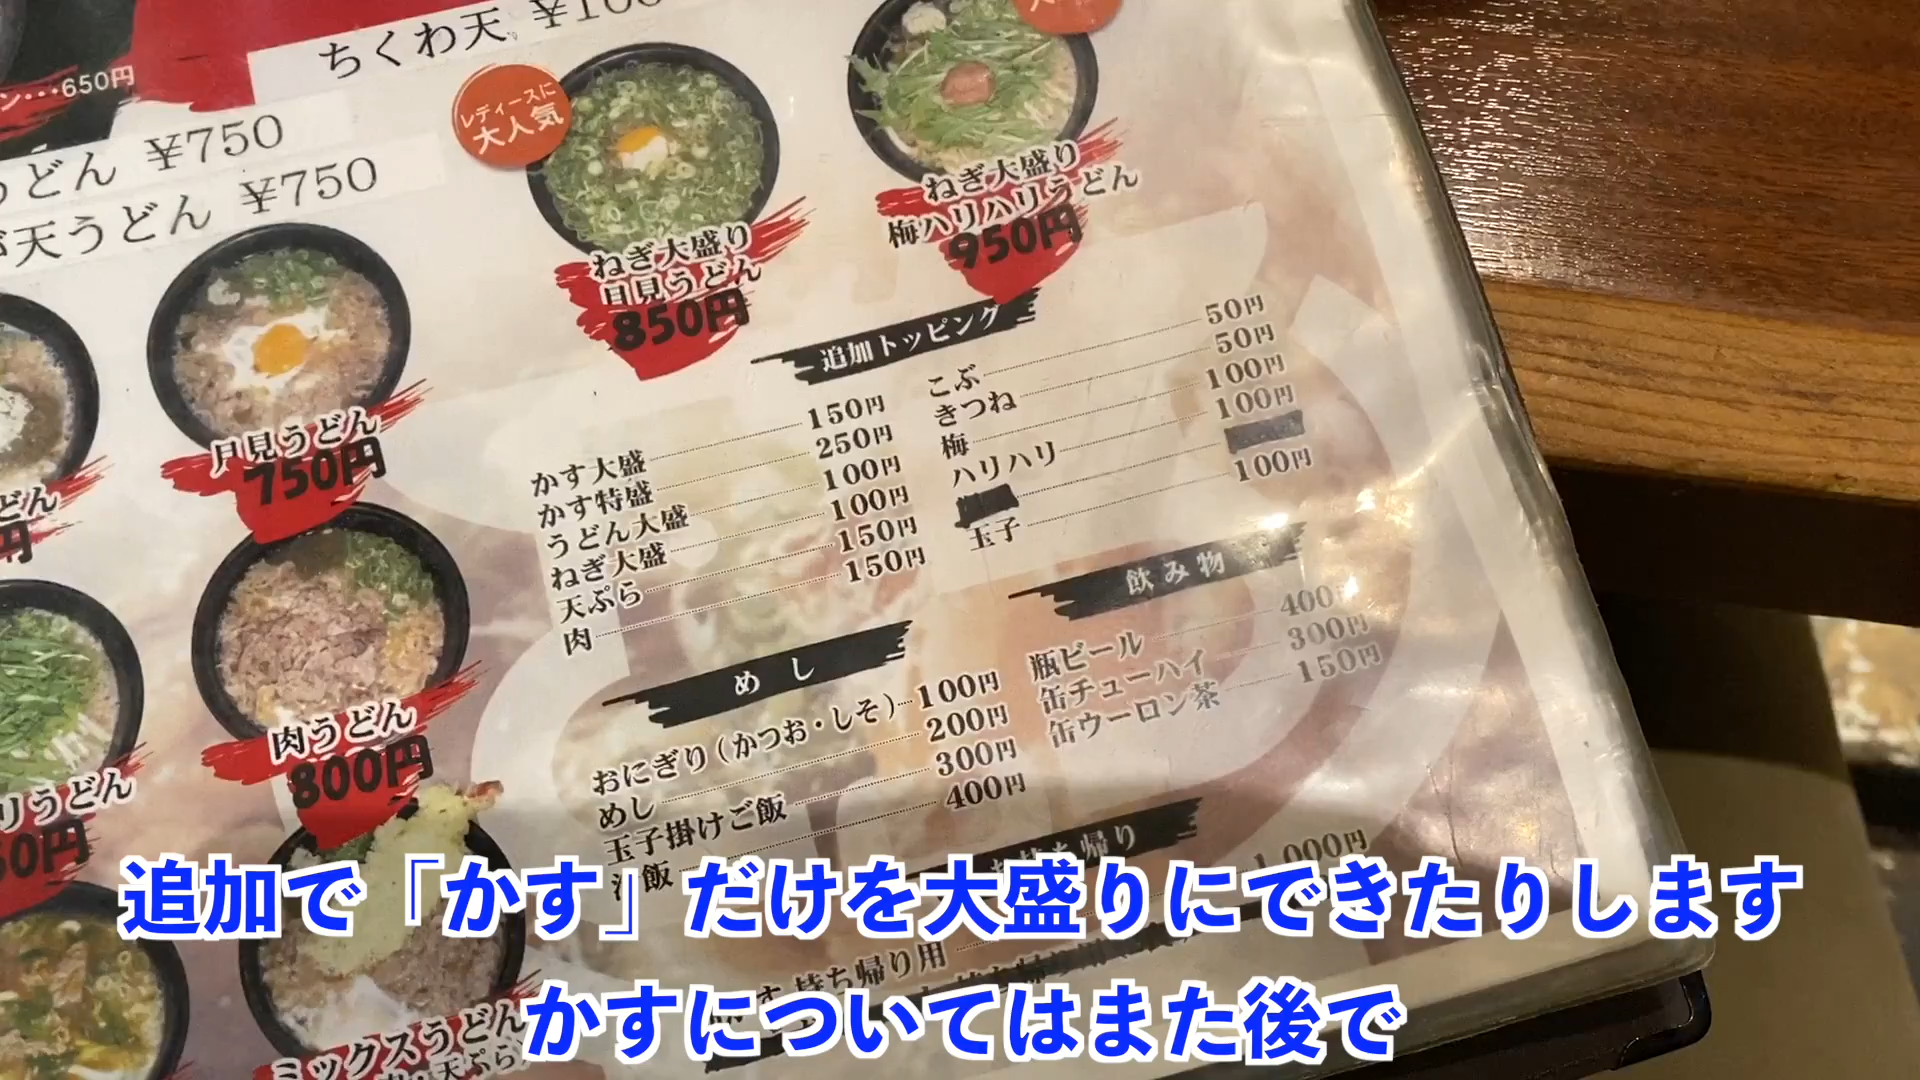 ちくわ天 ¥100
ン…650円
うどん ¥750
天うどん ¥750
レディースに
大人気
ねぎ大盛り
月見うどん
850円
ねぎ大盛り
梅ハリハリうどん
950円
月見うどん
750円
どん
円
肉うどん
800円
リうどん
50円
ミックスうどん
追加トッピング
かす大盛 150円
かす特盛 250円
うどん大盛 100円
ねぎ大盛 100円
天ぷら 150円
肉 150円
こぶ 50円
きつね 50円
梅 100円
ハリハリ 100円
玉子 100円
めし
おにぎり(かつお・しそ) 100円
めし 200円
玉子掛けご飯 300円
飯 400円
飲み物
瓶ビール 400
缶チューハイ 300円
缶ウーロン茶 150円
持ち帰り
1,000円
持ち帰り用
追加で「かす」だけを大盛りにできたりします
かすについてはまた後で